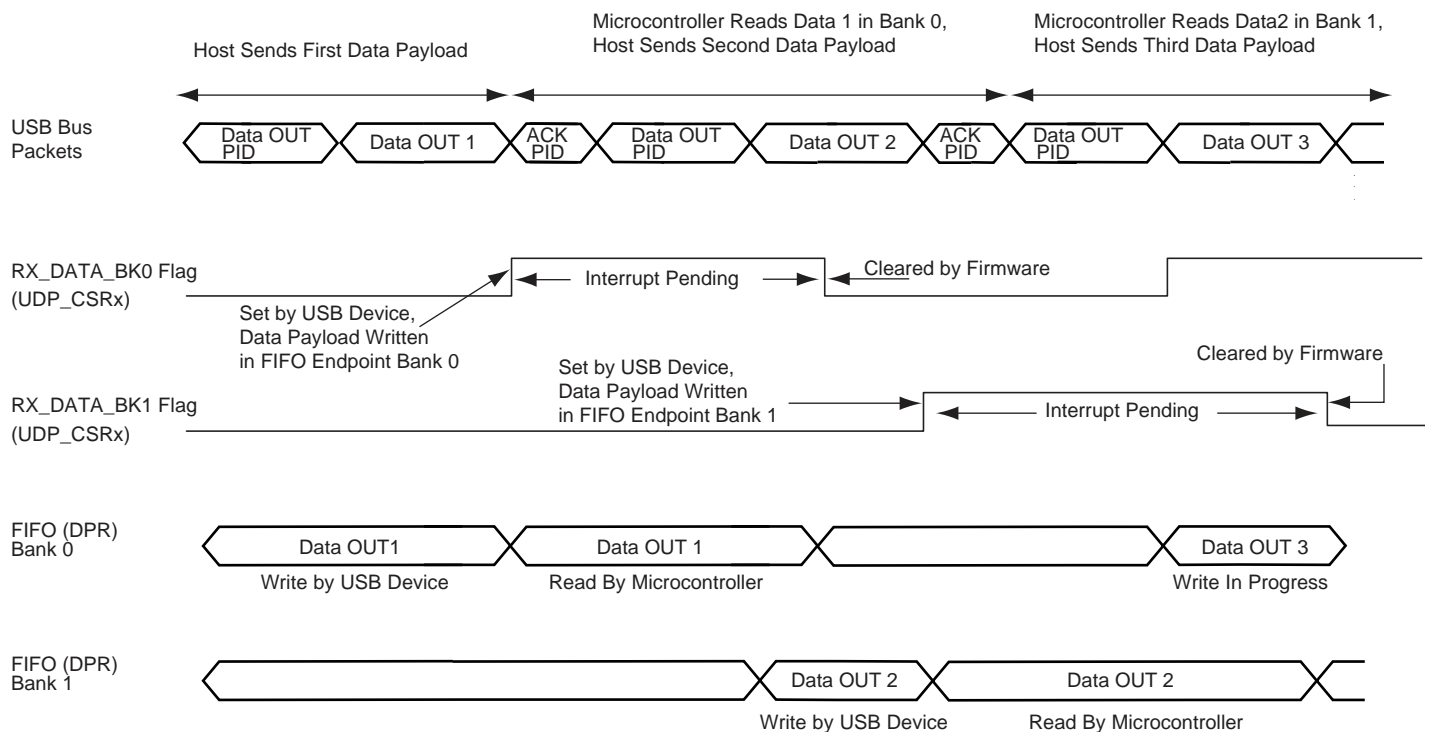 Microcontroller Reads Data 1 in Bank 0,
Host Sends Second Data Payload
Microcontroller Reads Data2 in Bank 1,
Host Sends Third Data Payload
Host Sends First Data Payload
USB Bus
Packets
Data OUT
PID
Data OUT 1
ACK
PID
Data OUT
PID
Data OUT 2
ACK
PID
Data OUT
PID
Data OUT 3
RX_DATA_BK0 Flag
(UDP_CSRx)
Interrupt Pending
Cleared by Firmware
Set by USB Device,
Data Payload Written
in FIFO Endpoint Bank 0
Cleared by Firmware
Set by USB Device,
Data Payload Written
in FIFO Endpoint Bank 1
RX_DATA_BK1 Flag
(UDP_CSRx)
Interrupt Pending
FIFO (DPR)
Bank 0
Data OUT1
Data OUT 1
Data OUT 3
Write by USB Device
Read By Microcontroller
Write In Progress
FIFO (DPR)
Bank 1
Data OUT 2
Data OUT 2
Write by USB Device
Read By Microcontroller